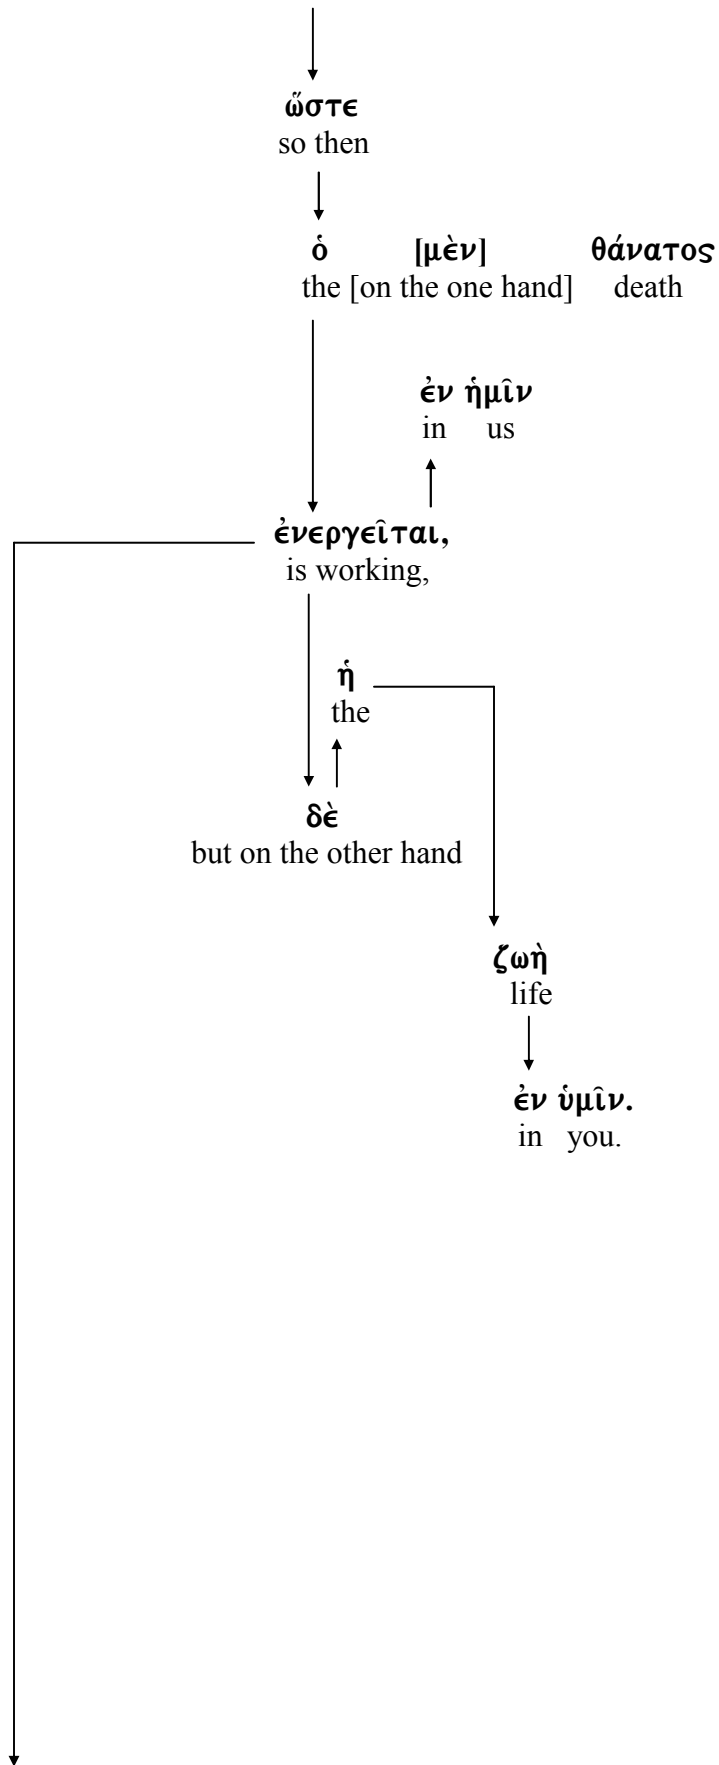 ὥστε
so then
ὁ [μὲν] θάνατος
the [on the one hand] death
ἐν ἡμῖν
in us
ἐνεργεῖται,
is working,
ἡ
the
δὲ
but on the other hand
ζωὴ
life
ἐν ὑμῖν.
in you.